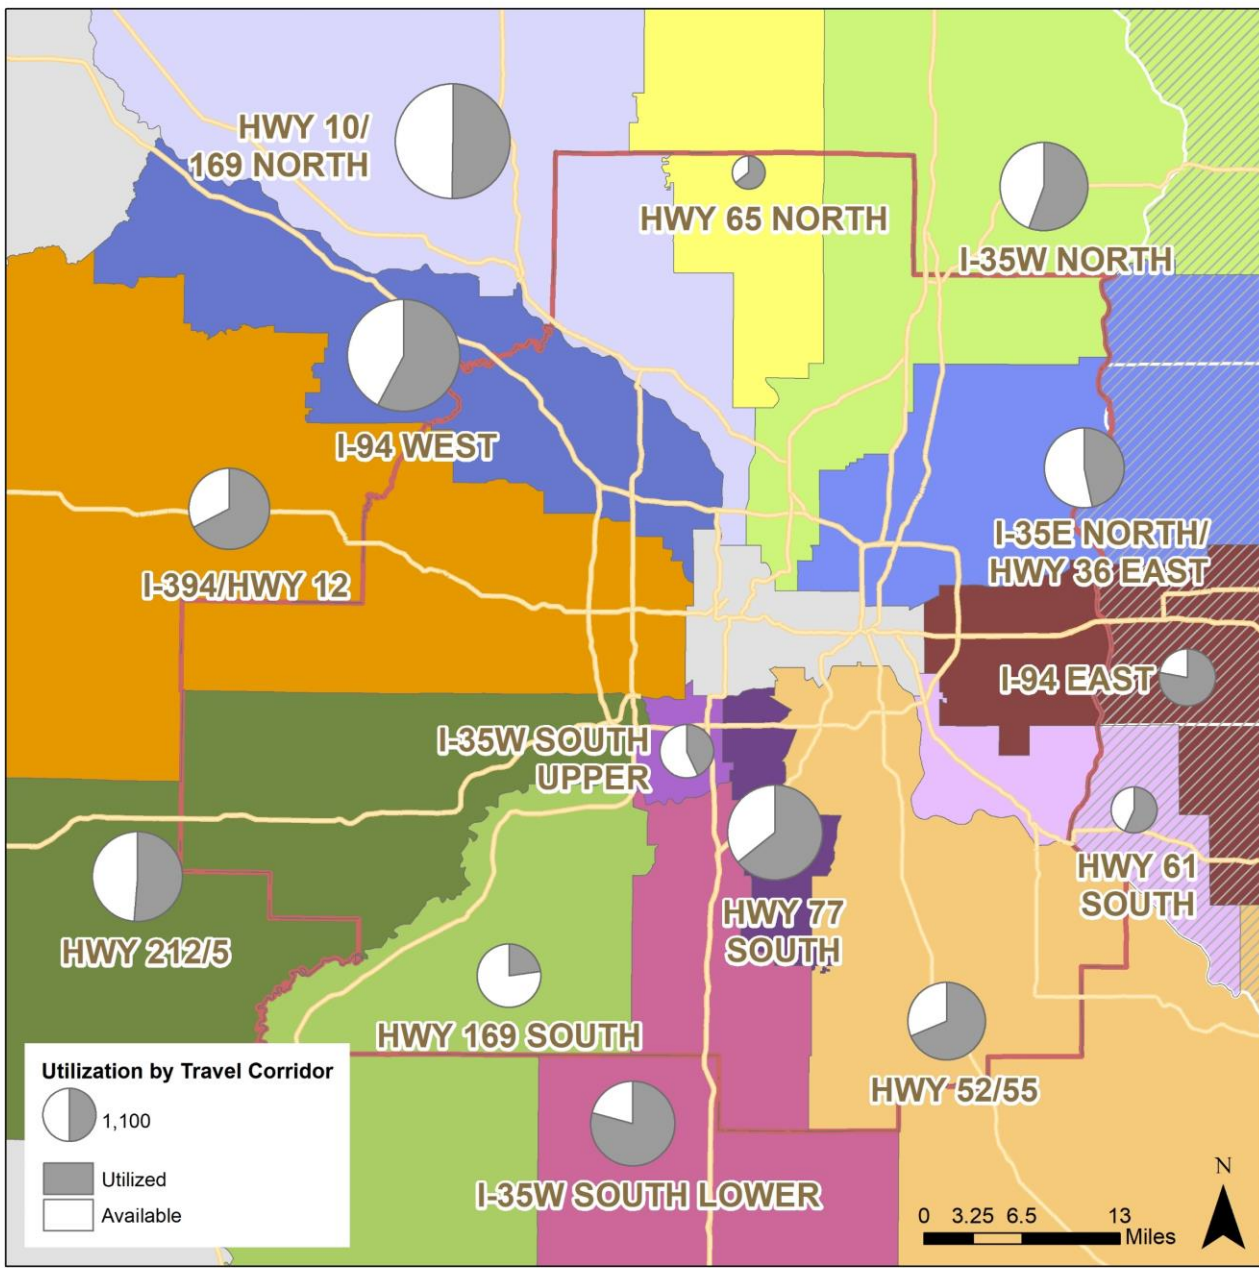 HWY 10/
169 NORTH
HWY 65 NORTH
I-35W NORTH
I-94 WEST
I-394/HWY 12
I-35E NORTH/
HWY 36 EAST
I-94 EAST
I-35W SOUTH
UPPER
HWY 61
SOUTH
HWY 77
SOUTH
HWY 212/5
HWY 169 SOUTH
HWY 52/55
I-35W SOUTH LOWER
Utilization by Travel Corridor
1,100
Utilized
Available
N
0 3.25 6.5 13
Miles